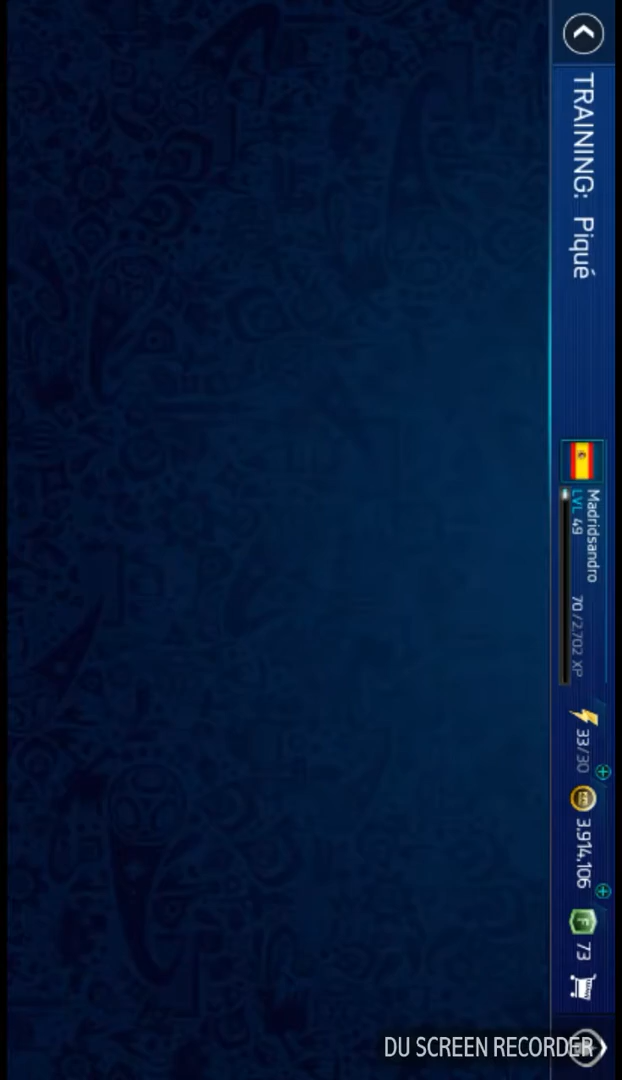 TRAINING: Piqué
Madridsandro
LVL 49
70 / 2.702 XP
33/30
3.914.106
73
DU SCREEN RECORDER